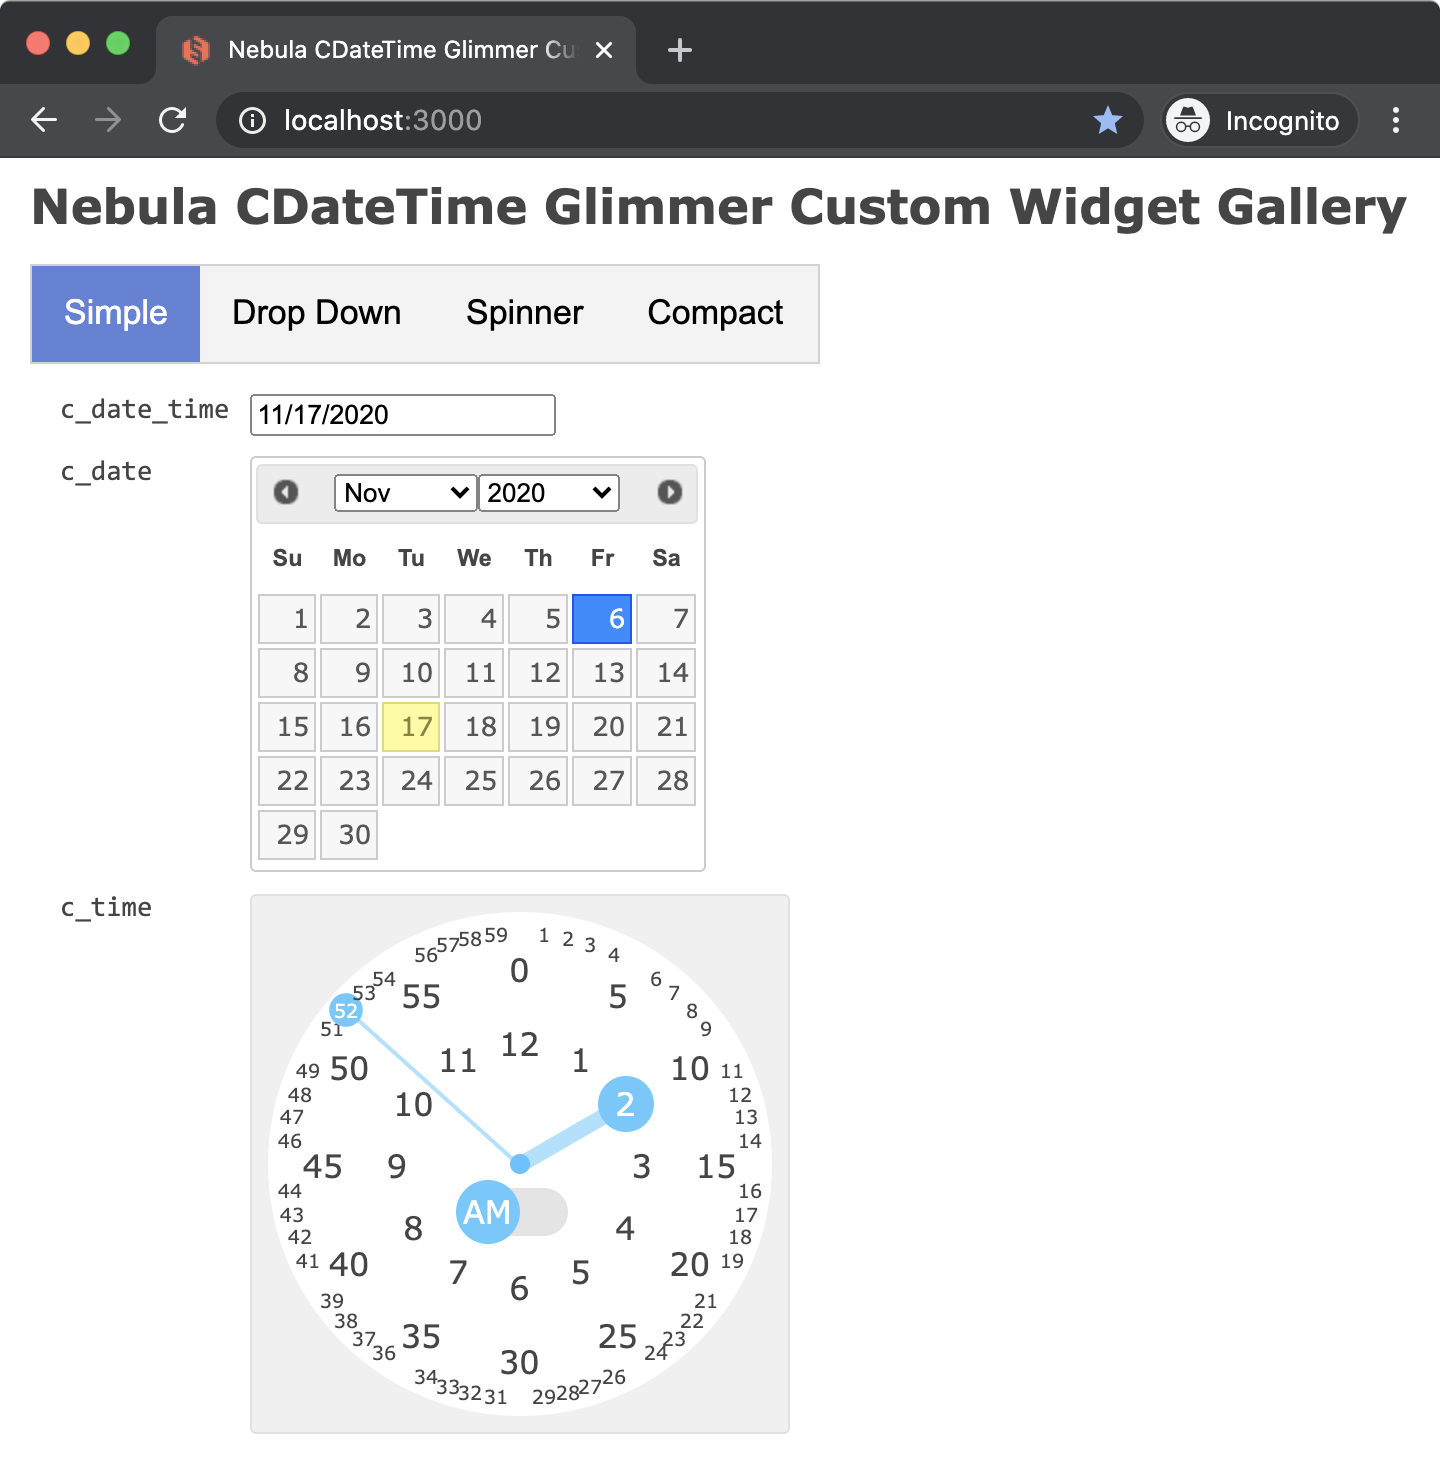 Nebula CDateTime Glimmer Cu
localhost:3000
Incognito
Nebula CDateTime Glimmer Custom Widget Gallery
Simple Drop Down Spinner Compact
c_date_time 11/17/2020
c_date
Nov 2020
Su Mo Tu We Th Fr Sa
1 2 3 4 5 6 7
8 9 10 11 12 13 14
15 16 17 18 19 20 21
22 23 24 25 26 27 28
29 30
c_time
59 1
58 2
57 3
56 4
0
54 6
53 55 5 7
52 8
51 9
12
11 1
49 50 10 11
48 12
10 2
47 13
46 14
45 9 3 15
44 16
AM
43 17
8 4
42 18
41 40 20 19
7 5
6
39 21
38 22
37 35 25 23
36 24
30
34 26
33 27
32 28
31 29